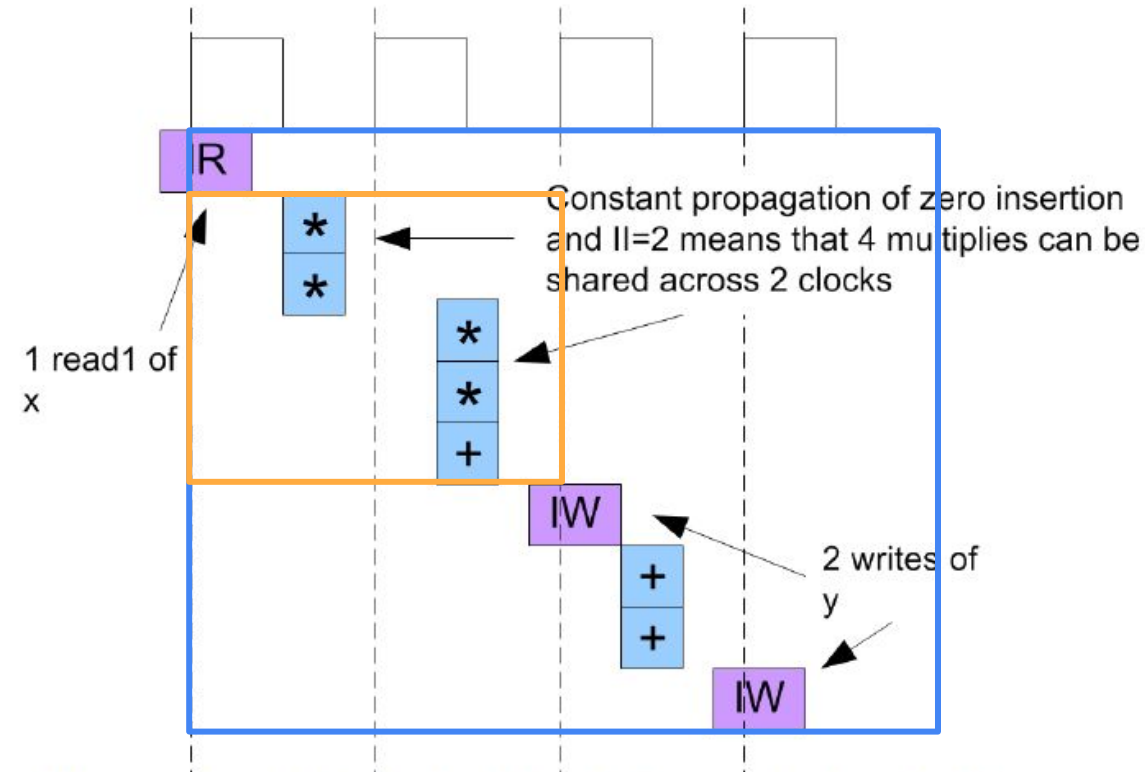 IR
Constant propagation of zero insertion
and II=2 means that 4 multiplies can be
shared across 2 clocks
*
*
1 read1 of
x
*
*
+
IW
2 writes of
y
+
+
IW